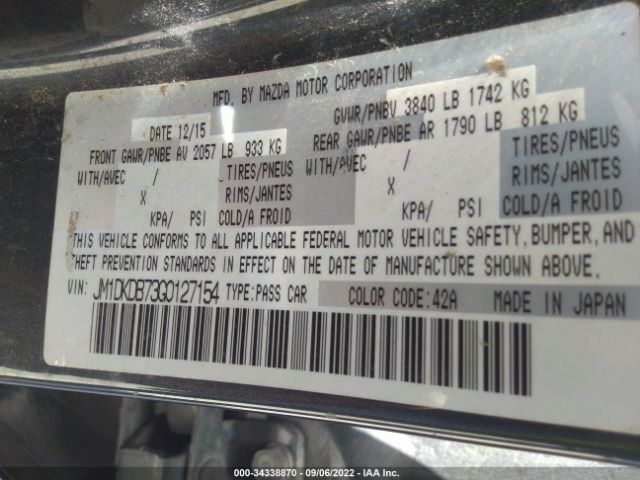 MFD. BY MAZDA MOTOR CORPORATION
DATE 12/15 GVWR/PNBV 3840 LB 1742 KG
FRONT GAWR/PNBE AV 2057 LB 933 KG REAR GAWR/PNBE AR 1790 LB 812 KG
WITH/AVEC / TIRES/PNEUS WITH/AVEC / TIRES/PNEUS
X RIMS/JANTES X RIMS/JANTES
KPA/ PSI COLD/A FROID KPA/ PSI COLD/A FROID
THIS VEHICLE CONFORMS TO ALL APPLICABLE FEDERAL MOTOR VEHICLE SAFETY, BUMPER, AND
THEFT PREVENTION STANDARDS IN EFFECT ON THE DATE OF MANUFACTURE SHOWN ABOVE.
VIN: JM1DKDB73G0127154 TYPE:PASS CAR COLOR CODE:42A MADE IN JAPAN
000-34338870 - 09/06/2022 - IAA Inc.